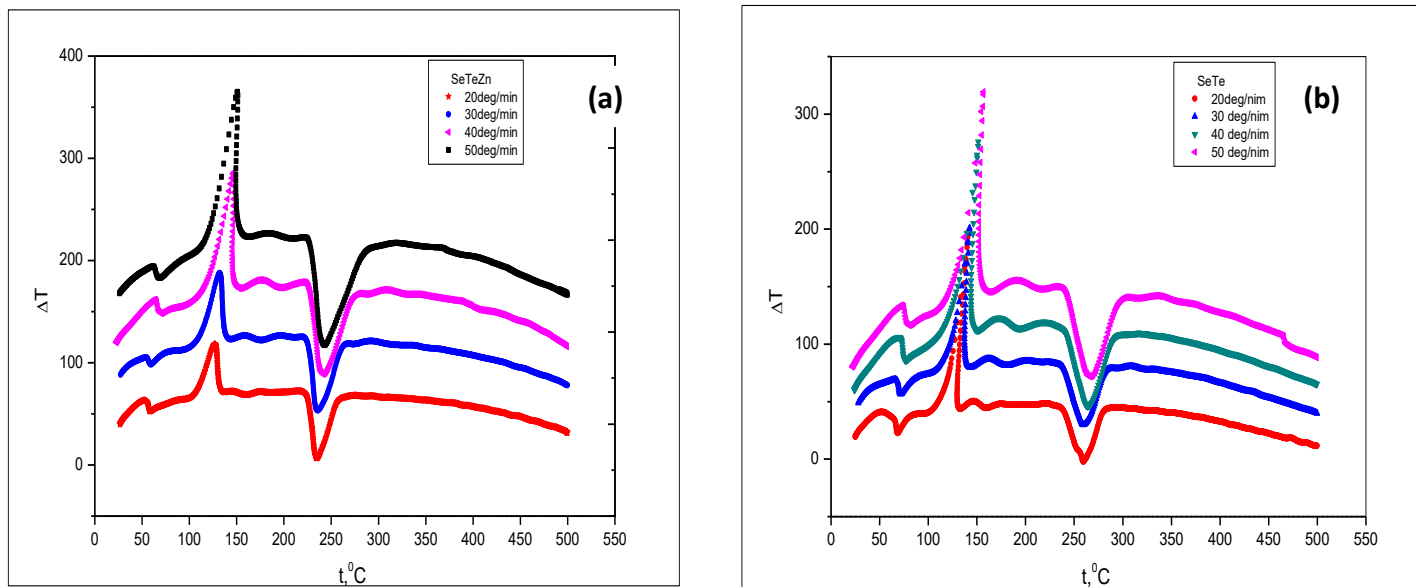 (a)
SeTeZn
20deg/min
30deg/min
40deg/min
50deg/min
400
300
200
100
0
ΔT
0 50 100 150 200 250 300 350 400 450 500 550
t,⁰C
(b)
SeTe
20deg/nim
30 deg/nim
40 deg/nim
50 deg/nim
300
200
100
0
ΔT
0 50 100 150 200 250 300 350 400 450 500 550
t,⁰C